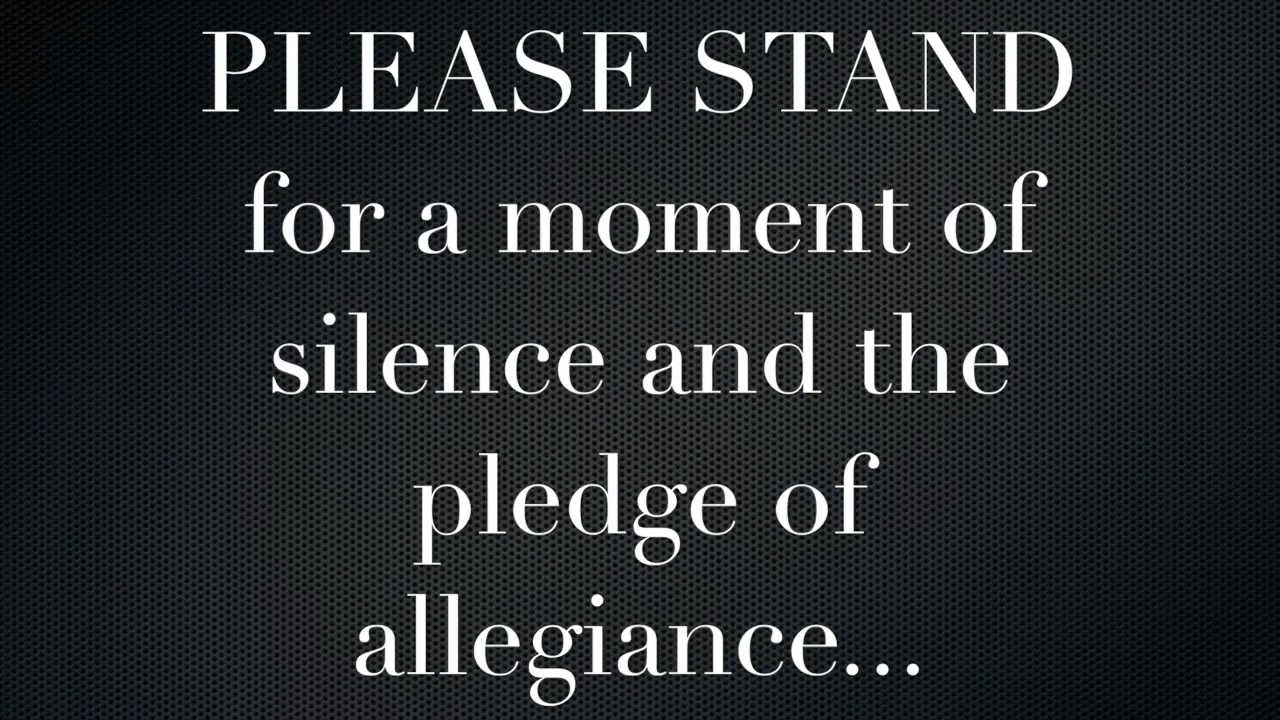 PLEASE STAND
for a moment of
silence and the
pledge of
allegiance...